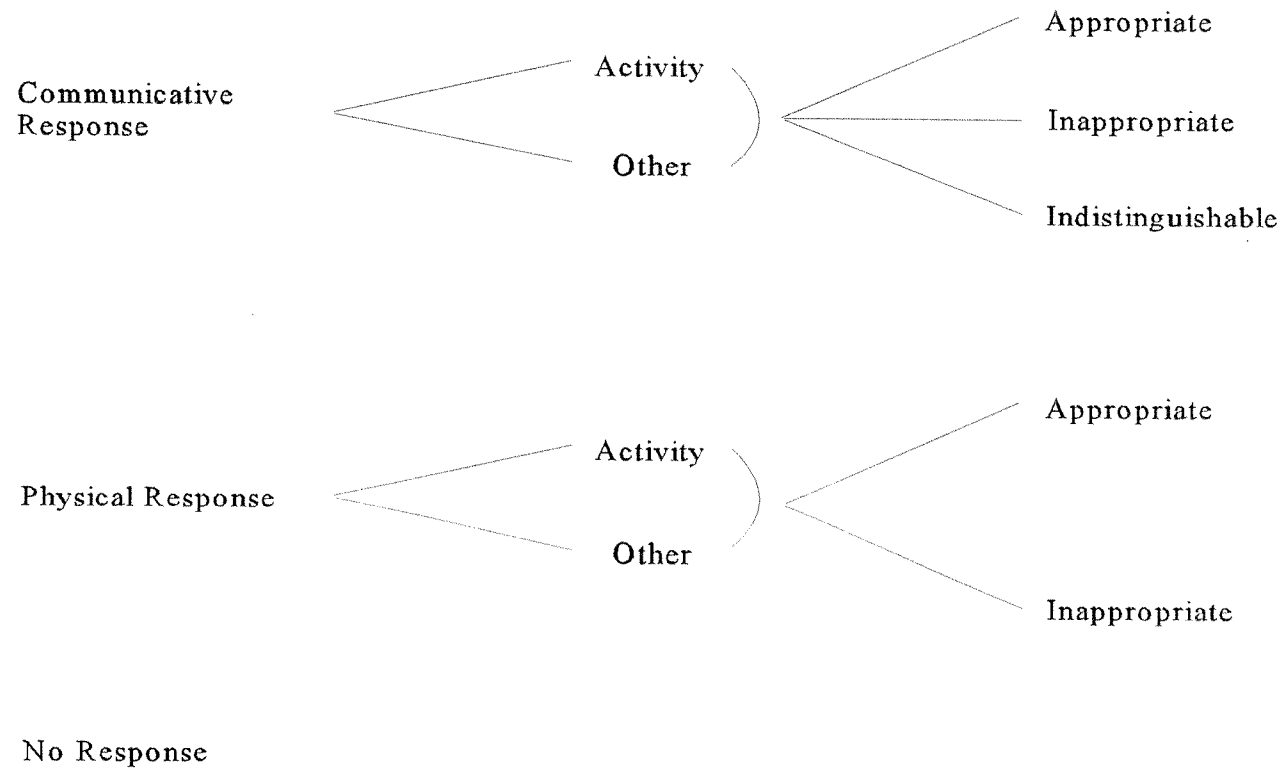 Communicative
Response
Activity
Other
Appropriate
Inappropriate
Indistinguishable
Physical Response
Activity
Other
Appropriate
Inappropriate
No Response